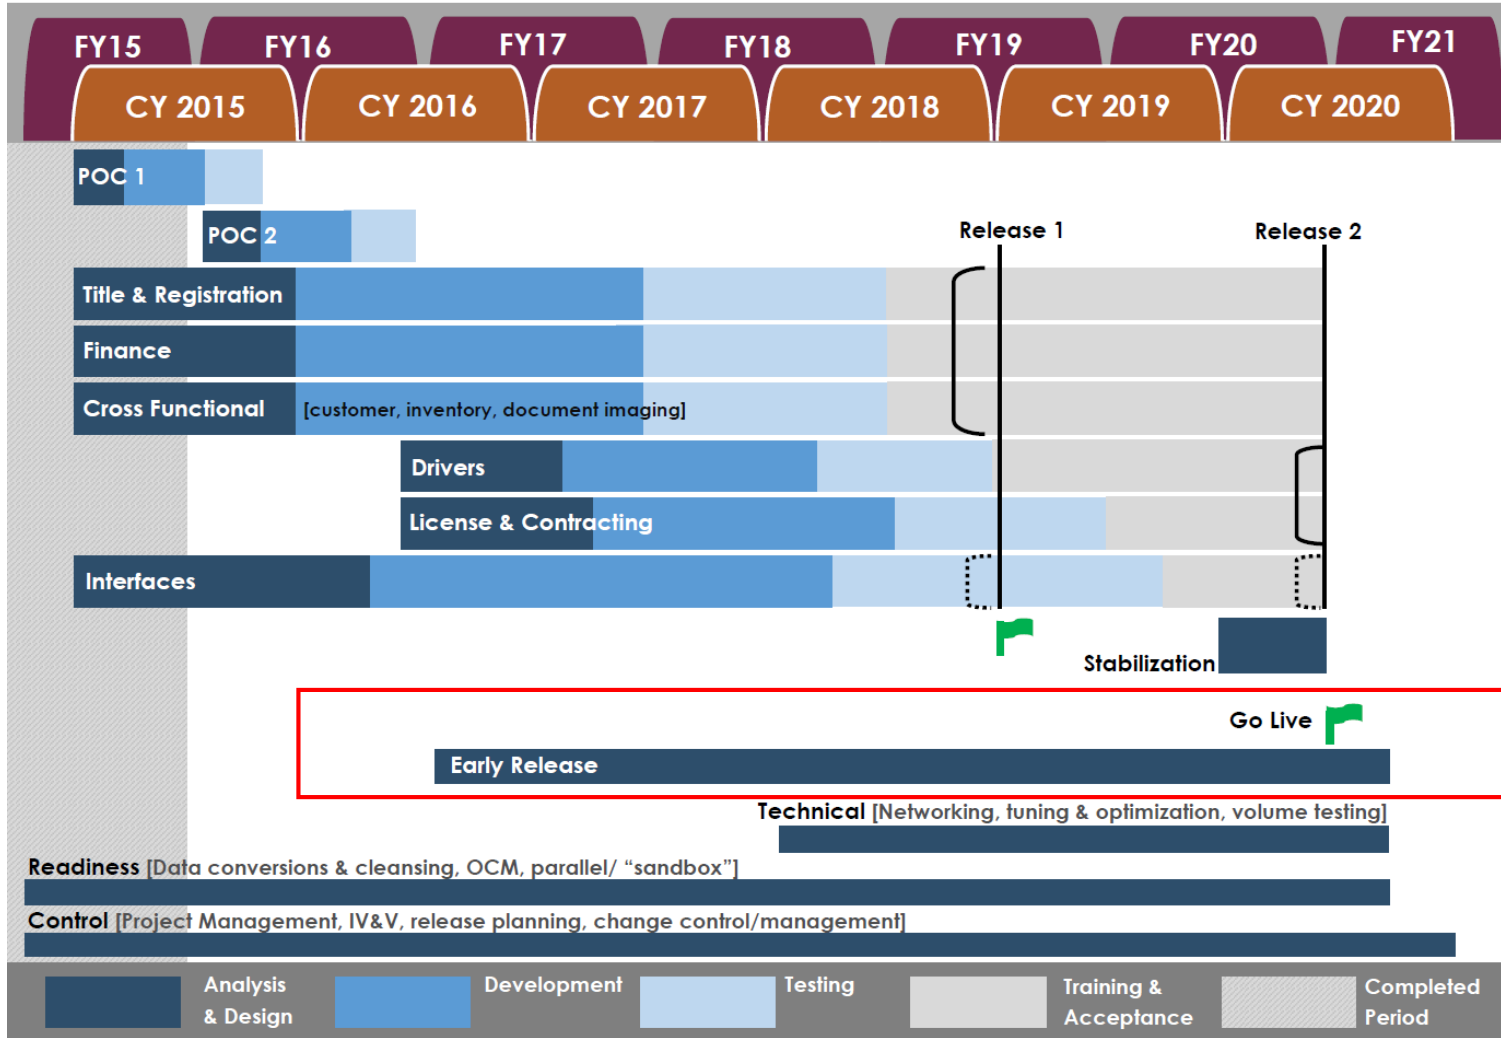 FY15 FY16 FY17 FY18 FY19 FY20 FY21
CY 2015 CY 2016 CY 2017 CY 2018 CY 2019 CY 2020
POC 1
POC 2
Release 1 Release 2
Title & Registration
Finance
Cross Functional [customer, inventory, document imaging]
Drivers
License & Contracting
Interfaces
Stabilization
Go Live
Early Release
Technical [Networking, tuning & optimization, volume testing]
Readiness [Data conversions & cleansing, OCM, parallel/ “sandbox”]
Control [Project Management, IV&V, release planning, change control/management]
Analysis
& Design
Development
Testing
Training &
Acceptance
Completed
Period